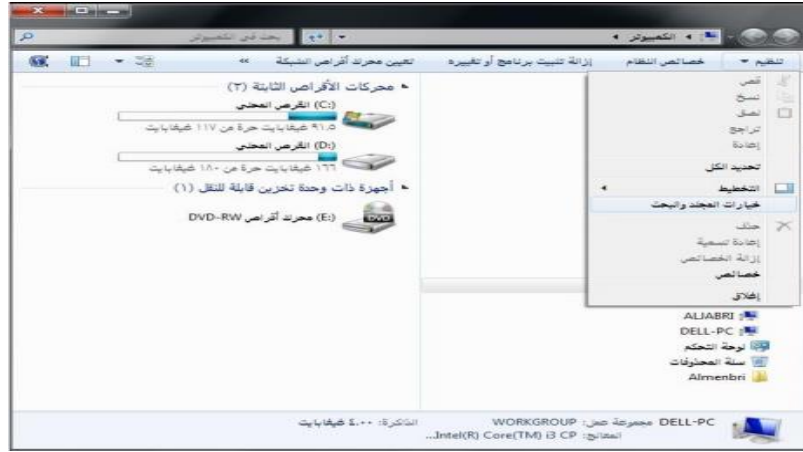 الكمبيوتر
بحث في الكمبيوتر
تنظيم
خصائص النظام
إزالة تثبيت برنامج أو تغييره
تعيين محرك أقراص الشبكة
»
قص
نسخ
لصق
تراجع
إعادة
تحديد الكل
التخطيط
خيارات المجلد والبحث
حذف
إعادة تسمية
إزالة الخصائص
خصائص
إغلاق
محركات الأقراص الثابتة (٢)
القرص المحلي (C:)
٩١.٥ غيغابايت حرة من ١١٧ غيغابايت
القرص المحلي (D:)
١٦٦ غيغابايت حرة من ١٨٠ غيغابايت
أجهزة ذات وحدة تخزين قابلة للنقل (١)
محرك أقراص DVD-RW (E:)
ALJABRI
DELL-PC
لوحة التحكم
سلة المحذوفات
Almenbri
DELL-PC مجموعة عمل: WORKGROUP الذاكرة: ٤.٠٠ غيغابايت
المعالج: Intel(R) Core(TM) i3 CP...